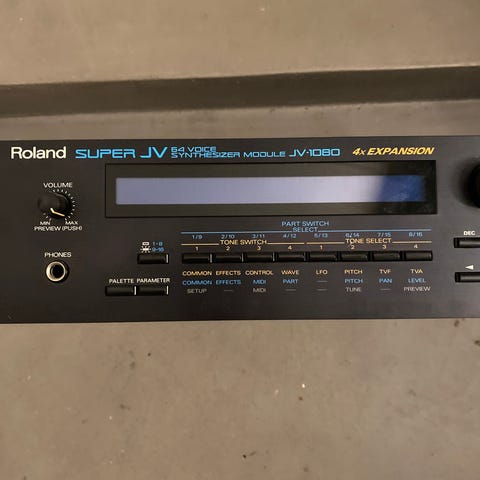 Roland SUPER JV 64 VOICE SYNTHESIZER MODULE JV-1080 4x EXPANSION
VOLUME
MIN MAX
PREVIEW (PUSH)
PHONES
PART SWITCH
SELECT
1/9 2/10 3/11 4/12 5/13 6/14 7/15 8/16
TONE SWITCH TONE SELECT
1 2 3 4 1 2 3 4
1-8
9-16
DEC
PALETTE PARAMETER
COMMON EFFECTS CONTROL WAVE LFO PITCH TVF TVA
COMMON EFFECTS MIDI PART — PITCH PAN LEVEL
SETUP — MIDI — — TUNE — PREVIEW